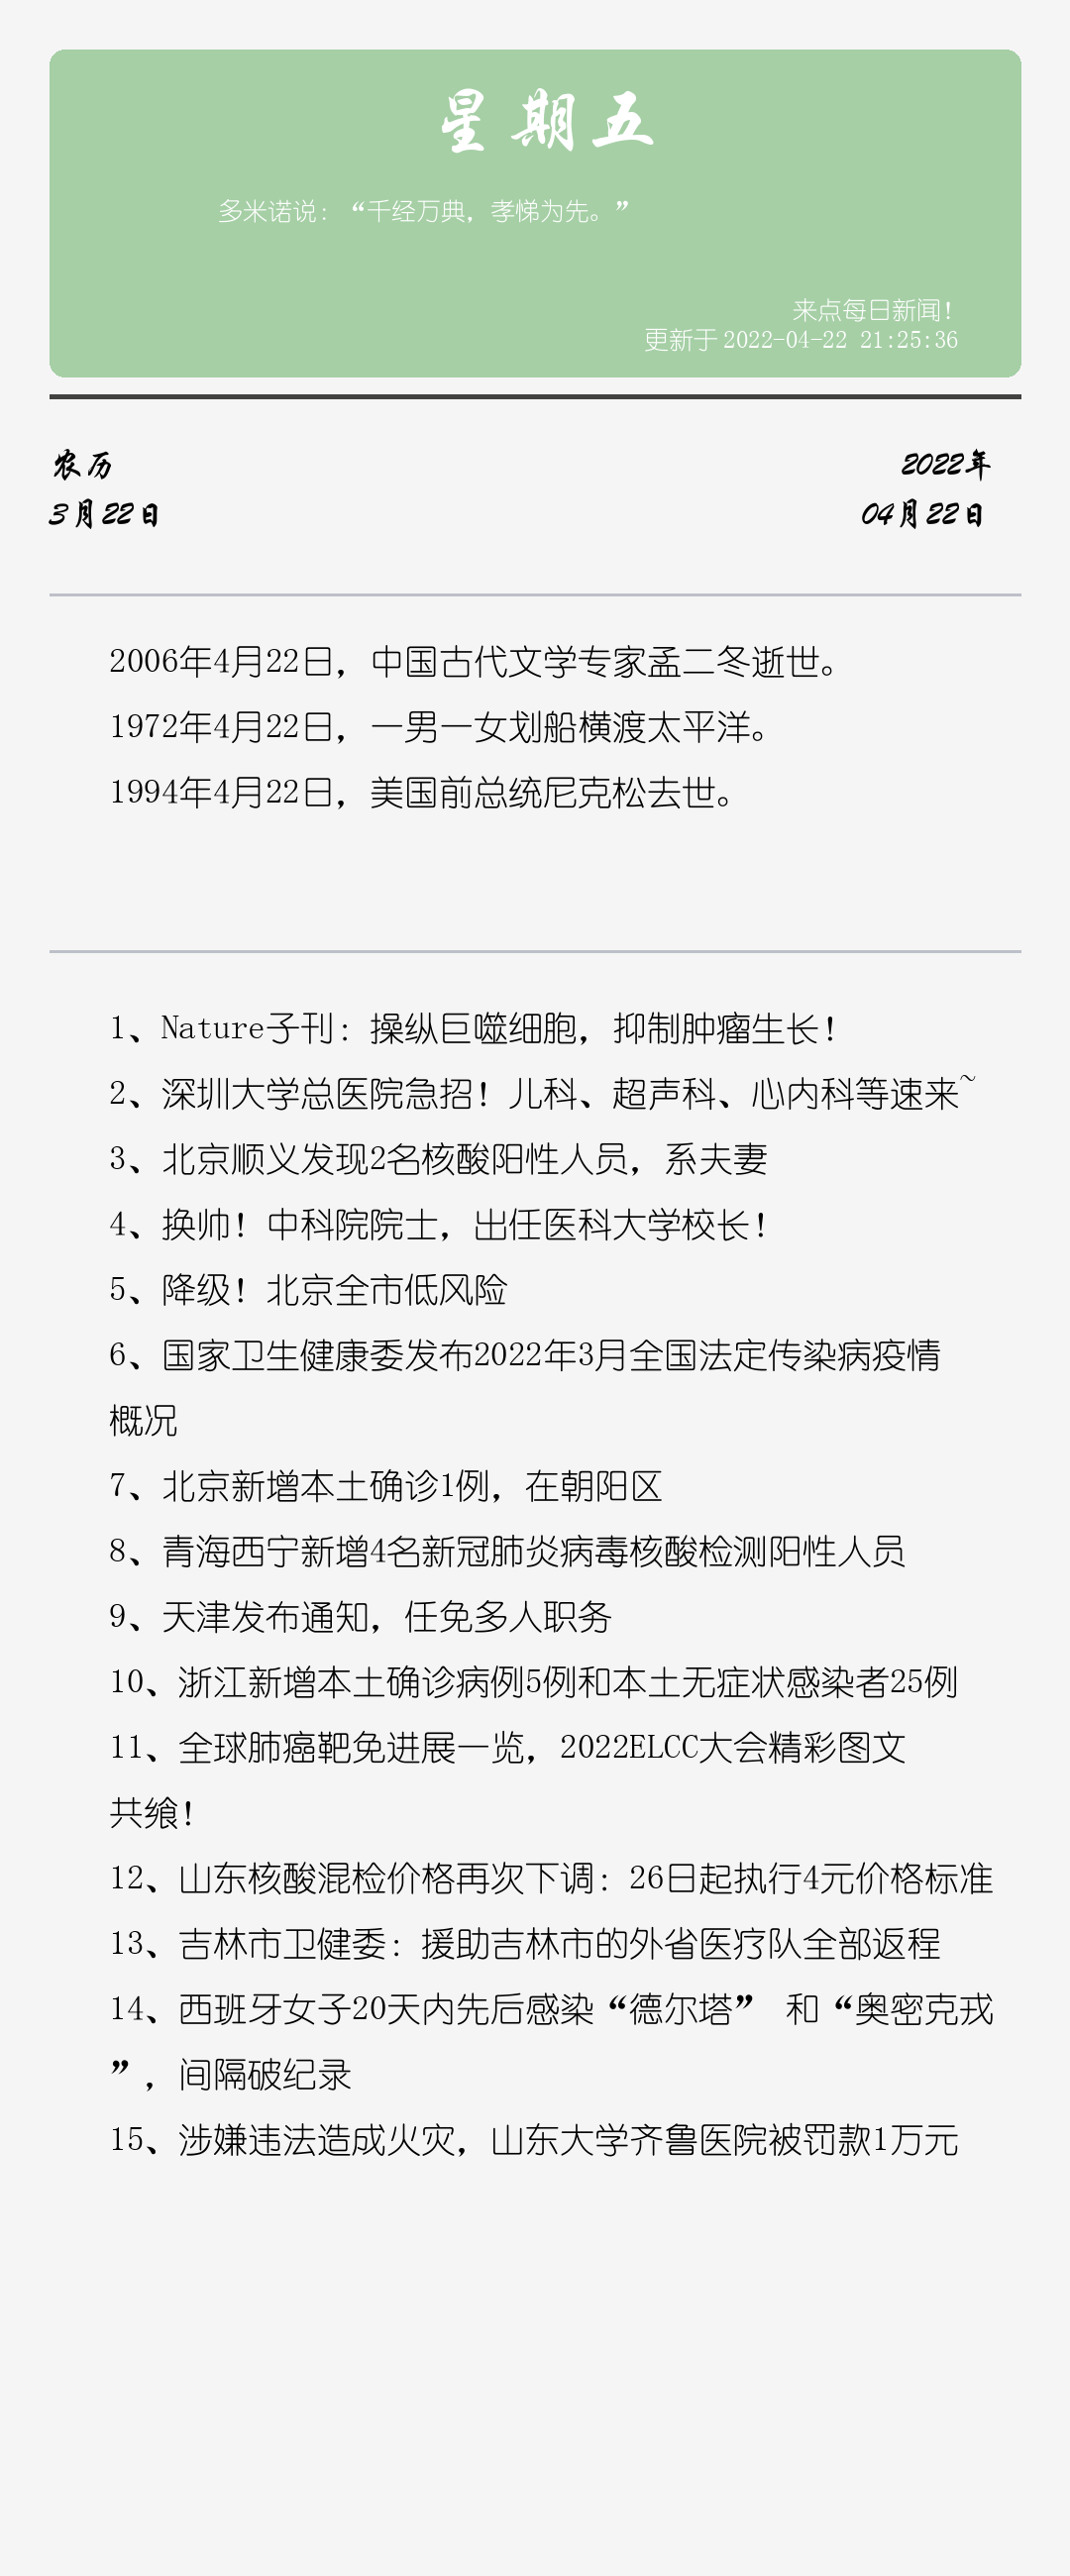 星期五
多米诺说：“千经万典，孝悌为先。”
来点每日新闻！
更新于2022-04-22 21:25:36
农历
2022年
3月22日
04月22日
2006年4月22日，中国古代文学专家孟二冬逝世。
1972年4月22日，一男一女划船横渡太平洋。
1994年4月22日，美国前总统尼克松去世。
1、Nature子刊：操纵巨噬细胞，抑制肿瘤生长！
2、深圳大学总医院急招！儿科、超声科、心内科等速来~
3、北京顺义发现2名核酸阳性人员，系夫妻
4、换帅！中科院院士，出任医科大学校长！
5、降级！北京全市低风险
6、国家卫生健康委发布2022年3月全国法定传染病疫情
概况
7、北京新增本土确诊1例，在朝阳区
8、青海西宁新增4名新冠肺炎病毒核酸检测阳性人员
9、天津发布通知，任免多人职务
10、浙江新增本土确诊病例5例和本土无症状感染者25例
11、全球肺癌靶免进展一览，2022ELCC大会精彩图文
共飨！
12、山东核酸混检价格再次下调：26日起执行4元价格标准
13、吉林市卫健委：援助吉林市的外省医疗队全部返程
14、西班牙女子20天内先后感染“德尔塔” 和“奥密克戎
”，间隔破纪录
15、涉嫌违法造成火灾，山东大学齐鲁医院被罚款1万元